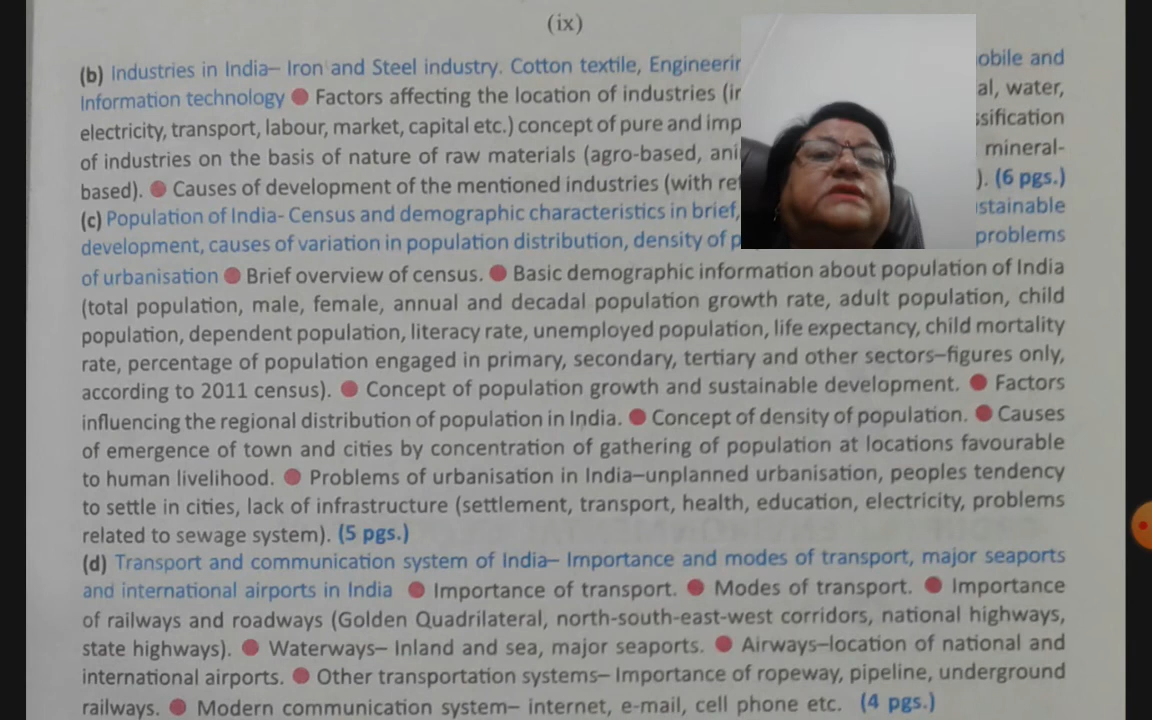 (ix)
(b) Industries in India– Iron and Steel industry. Cotton textile, Engineerin obile and
Information technology ● Factors affecting the location of industries (in al, water,
electricity, transport, labour, market, capital etc.) concept of pure and imp ssification
of industries on the basis of nature of raw materials (agro-based, ani mineral-
based). ● Causes of development of the mentioned industries (with ref ). (6 pgs.)
(c) Population of India- Census and demographic characteristics in brief, stainable
development, causes of variation in population distribution, density of p problems
of urbanisation ● Brief overview of census. ● Basic demographic information about population of India
(total population, male, female, annual and decadal population growth rate, adult population, child
population, dependent population, literacy rate, unemployed population, life expectancy, child mortality
rate, percentage of population engaged in primary, secondary, tertiary and other sectors–figures only,
according to 2011 census). ● Concept of population growth and sustainable development. ● Factors
influencing the regional distribution of population in India. ● Concept of density of population. ● Causes
of emergence of town and cities by concentration of gathering of population at locations favourable
to human livelihood. ● Problems of urbanisation in India–unplanned urbanisation, peoples tendency
to settle in cities, lack of infrastructure (settlement, transport, health, education, electricity, problems
related to sewage system). (5 pgs.)
(d) Transport and communication system of India– Importance and modes of transport, major seaports
and international airports in India ● Importance of transport. ● Modes of transport. ● Importance
of railways and roadways (Golden Quadrilateral, north-south-east-west corridors, national highways,
state highways). ● Waterways– Inland and sea, major seaports. ● Airways–location of national and
international airports. ● Other transportation systems– Importance of ropeway, pipeline, underground
railways. ● Modern communication system– internet, e-mail, cell phone etc. (4 pgs.)